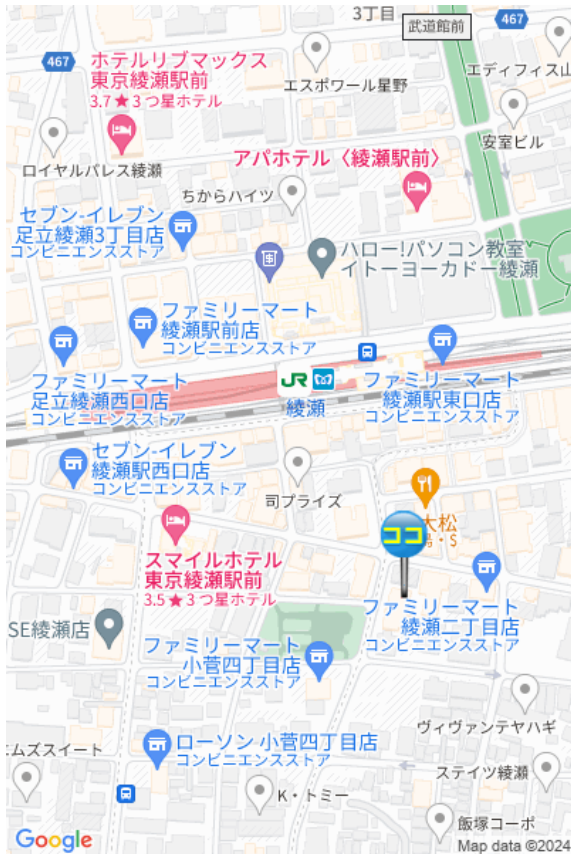 3丁目
武道館前
467
467
ホテルリブマックス
東京綾瀬駅前
3.7★3つ星ホテル
エスポワール星野
エディフィス山
ロイヤルパレス綾瀬
安室ビル
アパホテル〈綾瀬駅前〉
ちからハイツ
セブン-イレブン
足立綾瀬3丁目店
コンビニエンスストア
ハロー!パソコン教室
イトーヨーカドー綾瀬
ファミリーマート
綾瀬駅前店
コンビニエンスストア
ファミリーマート
足立綾瀬西口店
コンビニエンスストア
JR
綾瀬
ファミリーマート
綾瀬駅東口店
コンビニエンスストア
セブン-イレブン
綾瀬駅西口店
コンビニエンスストア
司プライズ
大松
・S
ココ
スマイルホテル
東京綾瀬駅前
3.5★3つ星ホテル
ファミリーマート
綾瀬二丁目店
コンビニエンスストア
SE綾瀬店
ファミリーマート
小菅四丁目店
コンビニエンスストア
ヴィヴァンテヤハギ
ローソン 小菅四丁目店
コンビニエンスストア
ムズスイート
ステイツ綾瀬
K・トミー
飯塚コーポ
Google
Map data ©2024